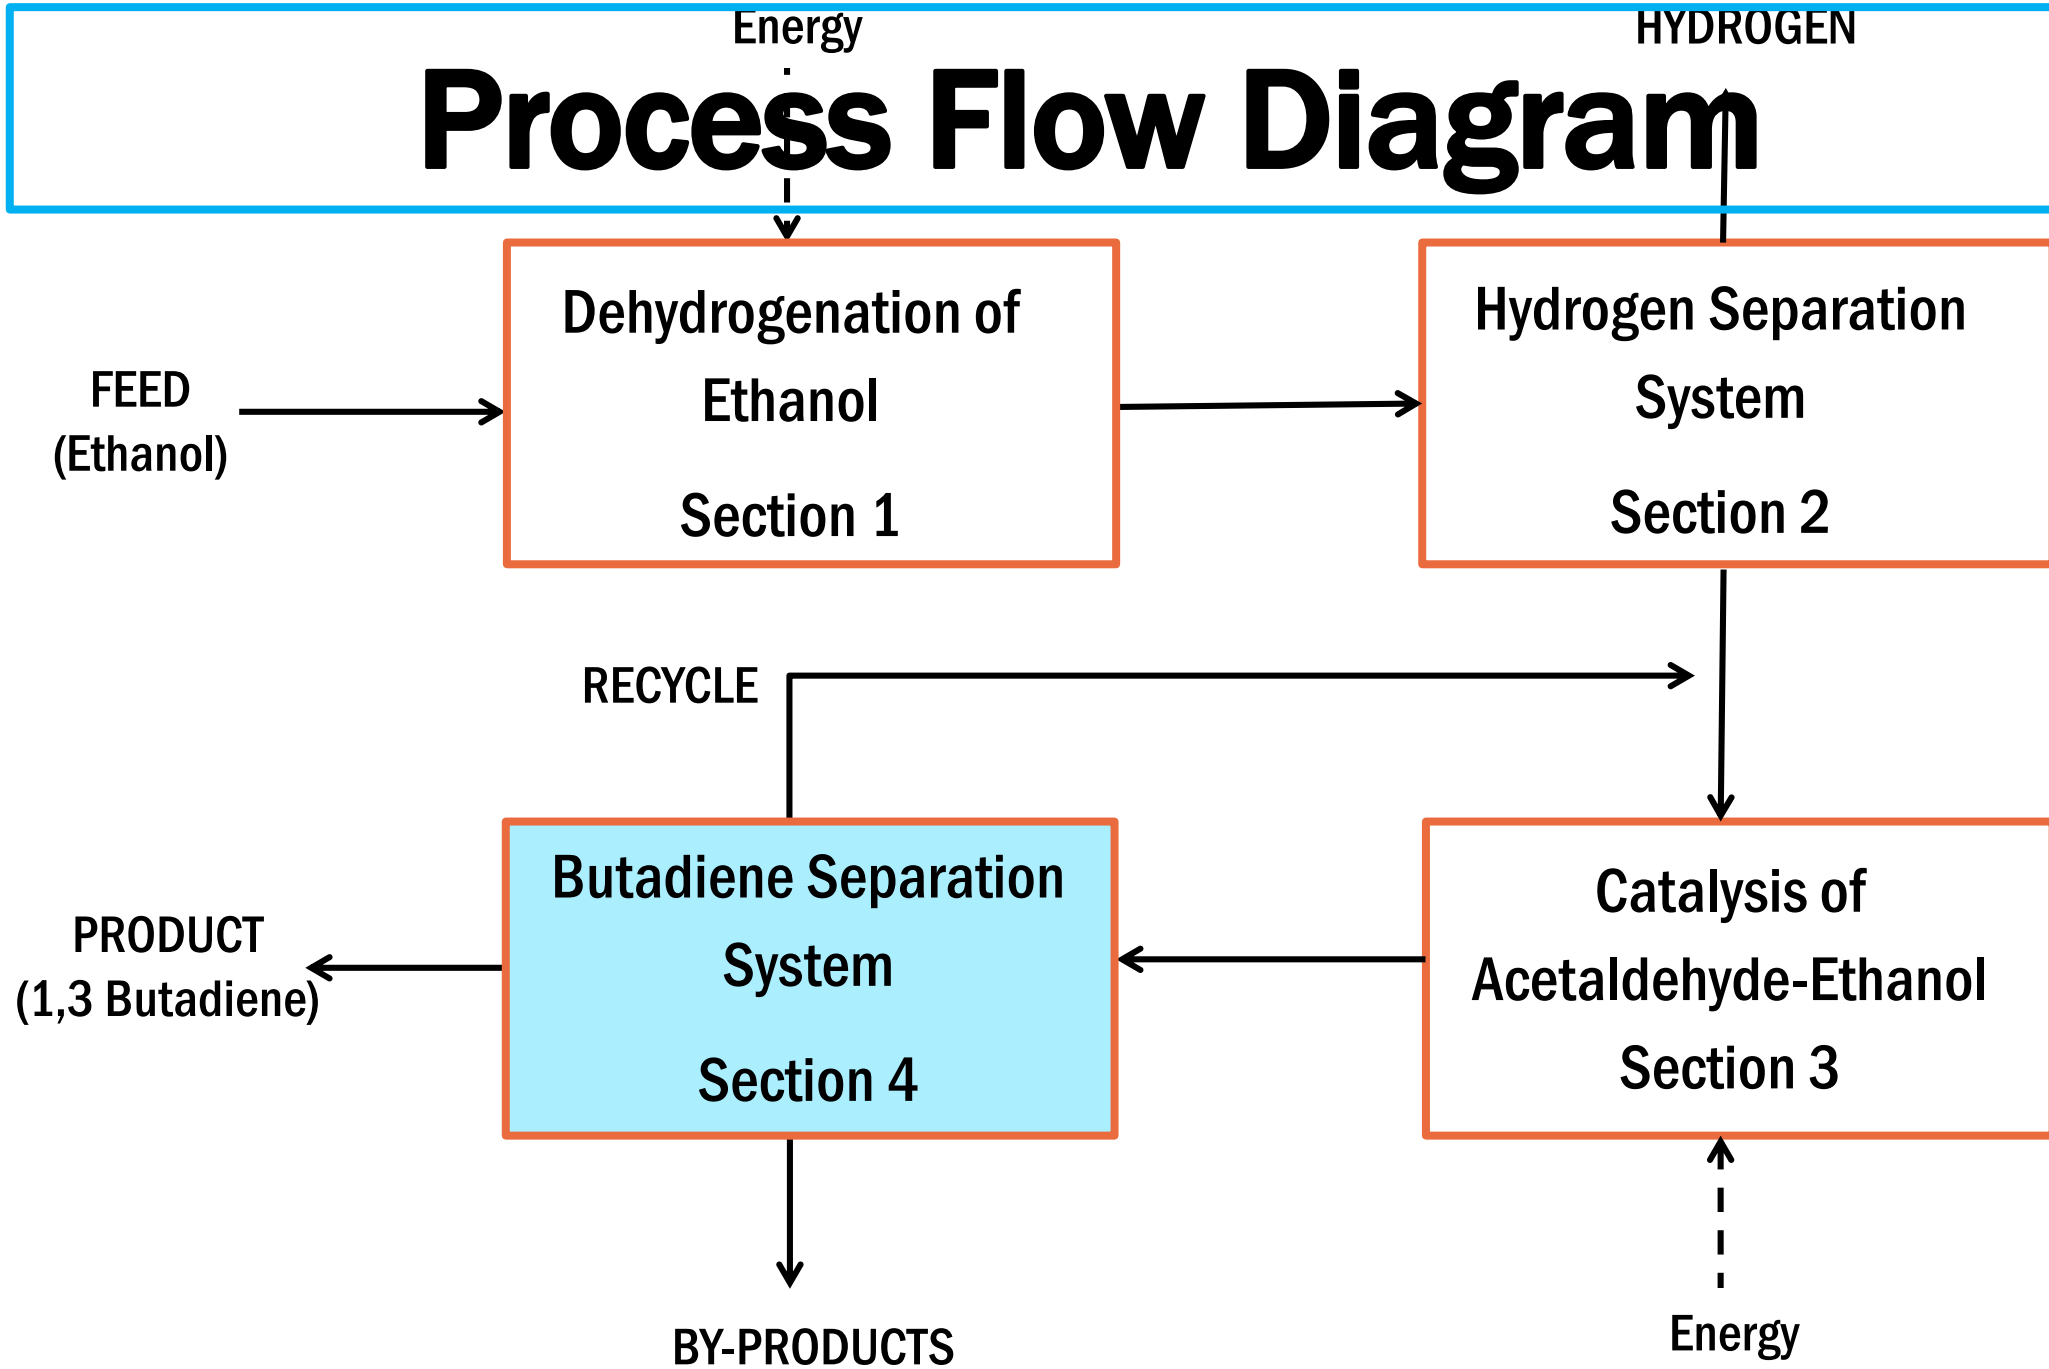 Energy
HYDROGEN
Process Flow Diagram
Dehydrogenation of
Ethanol
Section 1
Hydrogen Separation
System
Section 2
FEED
(Ethanol)
RECYCLE
Butadiene Separation
System
Section 4
Catalysis of
Acetaldehyde-Ethanol
Section 3
PRODUCT
(1,3 Butadiene)
BY-PRODUCTS
Energy